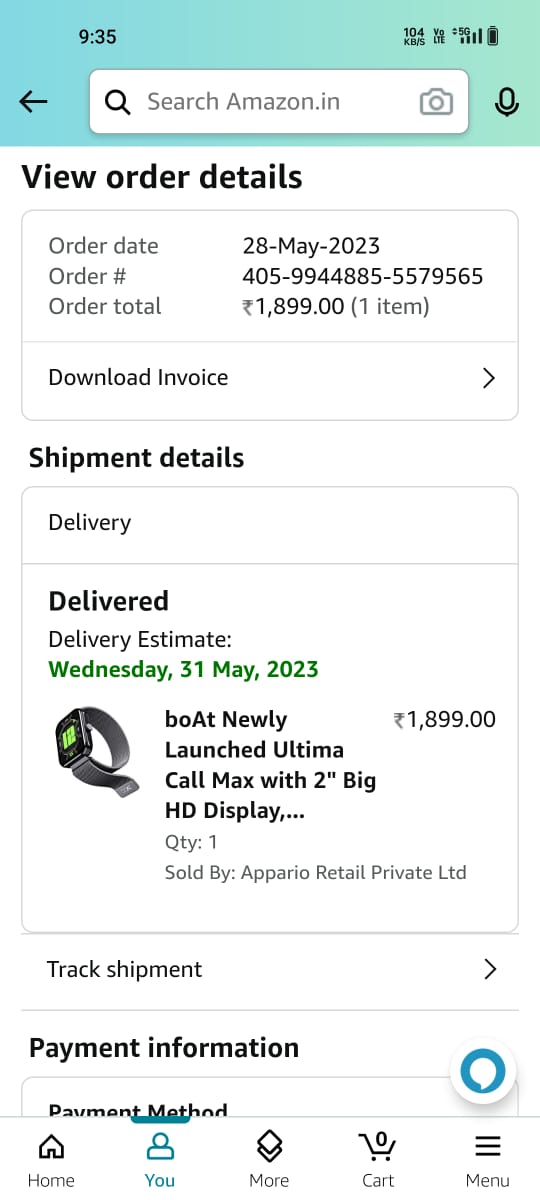 9:35
104 KB/S Vo LTE 5G
Search Amazon.in
View order details
Order date 28-May-2023
Order # 405-9944885-5579565
Order total ₹1,899.00 (1 item)
Download Invoice
Shipment details
Delivery
Delivered
Delivery Estimate:
Wednesday, 31 May, 2023
boAt Newly ₹1,899.00
Launched Ultima
Call Max with 2" Big
HD Display,...
Qty: 1
Sold By: Appario Retail Private Ltd
Track shipment
Payment information
Payment Method
0
Home You More Cart Menu